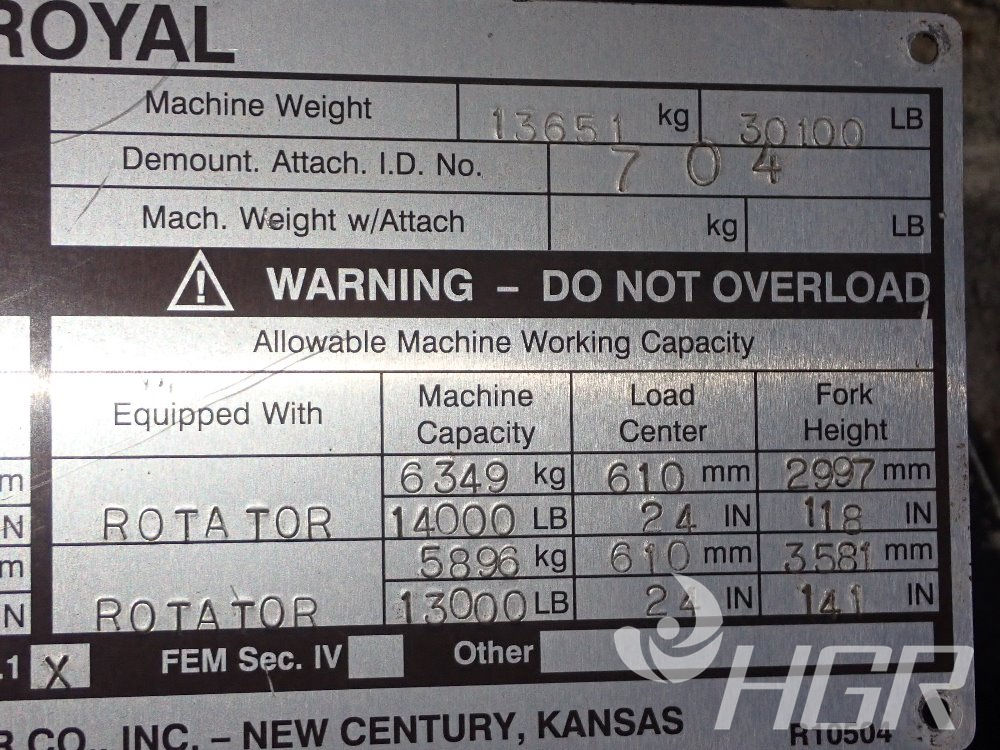 ROYAL
Machine Weight 13651 kg 30100 LB
Demount. Attach. I.D. No. 704
Mach. Weight w/Attach kg LB
WARNING – DO NOT OVERLOAD
Allowable Machine Working Capacity
Equipped With Machine Capacity Load Center Fork Height
m 6349 kg 610 mm 2997 mm
N ROTATOR 14000 LB 24 IN 118 IN
m 5896 kg 610 mm 3581 mm
N ROTATOR 13000 LB 24 IN 141 IN
.1 X FEM Sec. IV Other
HGR
R CO., INC. – NEW CENTURY, KANSAS R10504